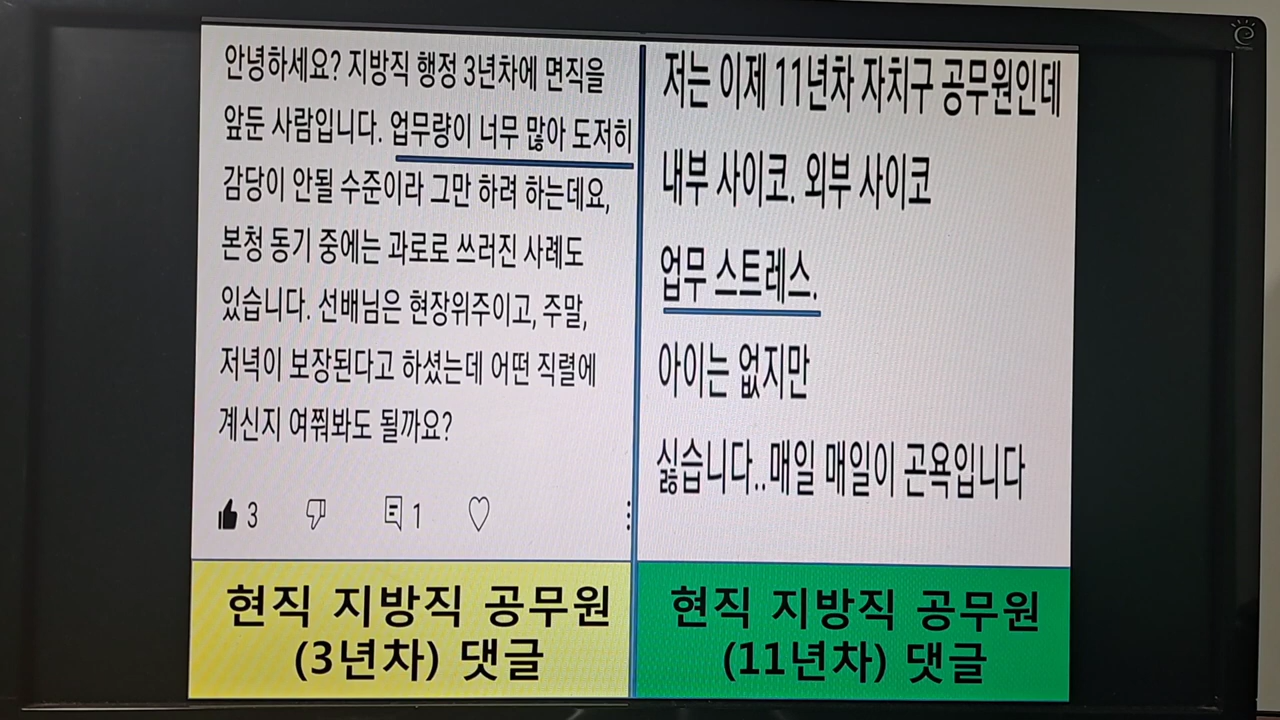 안녕하세요? 지방직 행정 3년차에 면직을
앞둔 사람입니다. 업무량이 너무 많아 도저히
감당이 안될 수준이라 그만 하려 하는데요,
본청 동기 중에는 과로로 쓰러진 사례도
있습니다. 선배님은 현장위주이고, 주말,
저녁이 보장된다고 하셨는데 어떤 직렬에
계신지 여쭤봐도 될까요?
3 1
현직 지방직 공무원
(3년차) 댓글
저는 이제 11년차 자치구 공무원인데
내부 사이코. 외부 사이코
업무 스트레스.
아이는 없지만
싫습니다..매일 매일이 곤욕입니다
현직 지방직 공무원
(11년차) 댓글